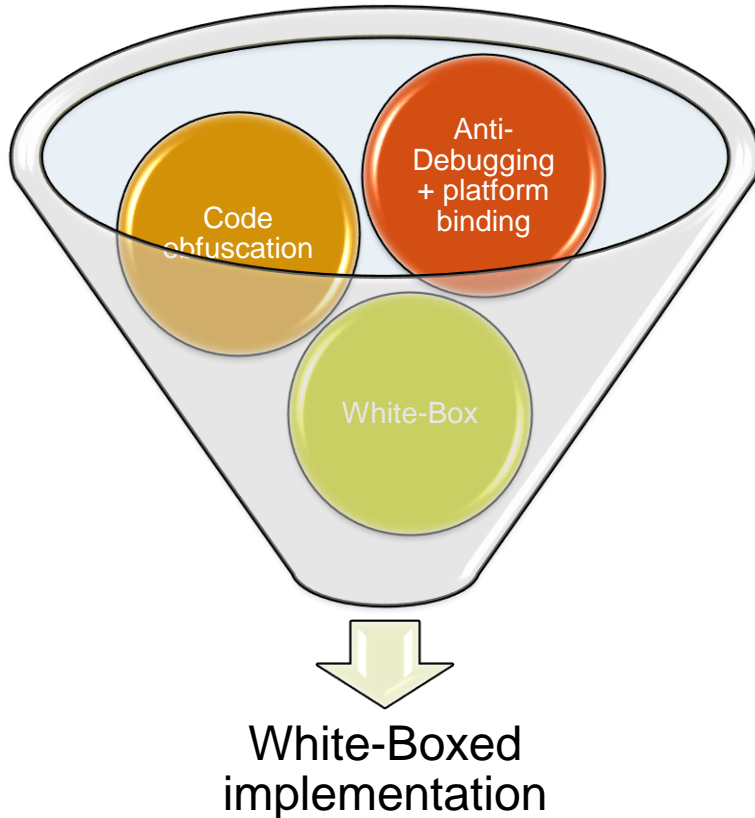 Anti-
Debugging
+ platform
binding
Code
obfuscation
White-Box
White-Boxed
implementation